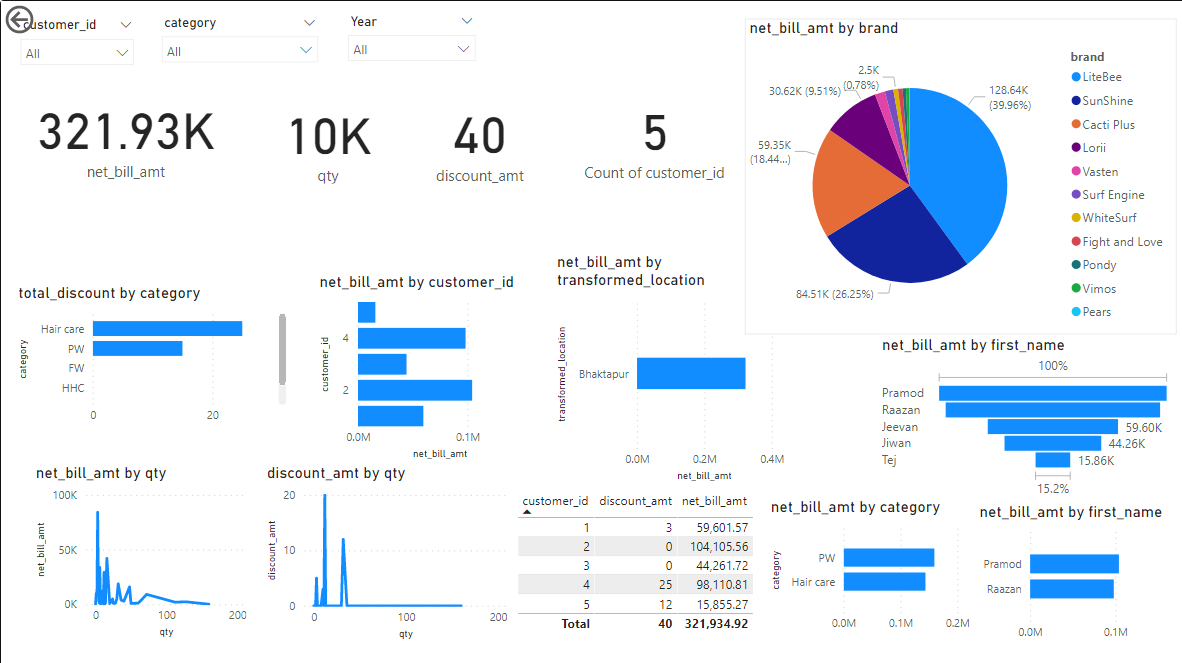 customer_id
All
category
All
Year
All
321.93K
net_bill_amt
10K
qty
40
discount_amt
5
Count of customer_id
net_bill_amt by brand
2.5K
(0.78%)
30.62K (9.51%)
59.35K
(18.44...)
84.51K (26.25%)
128.64K
(39.96%)
brand
LiteBee
SunShine
Cacti Plus
Lorii
Vasten
Surf Engine
WhiteSurf
Fight and Love
Pondy
Vimos
Pears
total_discount by category
category
Hair care
PW
FW
HHC
0 20
net_bill_amt by customer_id
customer_id
4
2
0.0M 0.1M
net_bill_amt
net_bill_amt by
transformed_location
transformed_location
Bhaktapur
0.0M 0.2M 0.4M
net_bill_amt
net_bill_amt by first_name
100%
Pramod
Raazan
Jeevan 59.60K
Jiwan 44.26K
Tej 15.86K
15.2%
net_bill_amt by qty
net_bill_amt
100K
50K
0K
0 100 200
qty
discount_amt by qty
discount_amt
20
10
0
0 100 200
qty
customer_id discount_amt net_bill_amt
1 3 59,601.57
2 0 104,105.56
3 0 44,261.72
4 25 98,110.81
5 12 15,855.27
Total 40 321,934.92
net_bill_amt by category
category
PW
Hair care
0.0M 0.1M 0.2M
net_bill_amt by first_name
Pramod
Raazan
0.0M 0.1M